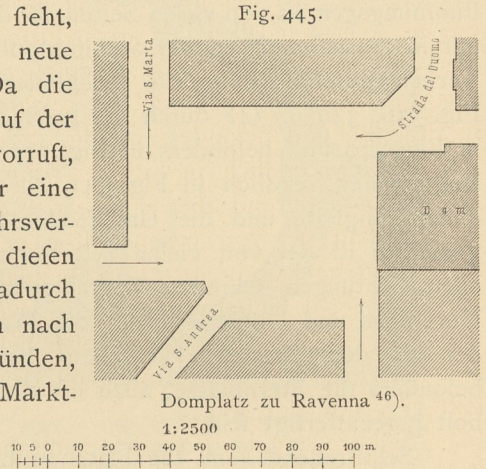 ſieht,
neue
Da die
uf der
vorruft,
r eine
hrsver-
dieſen
adurch
n nach
ünden,
Markt-
Fig. 445.
Via S. Marta
Strada del Duomo.
Dom
Via S. Andrea
Domplatz zu Ravenna 46).
1:2500
10 5 0 10 20 30 40 50 60 70 80 90 100 m.